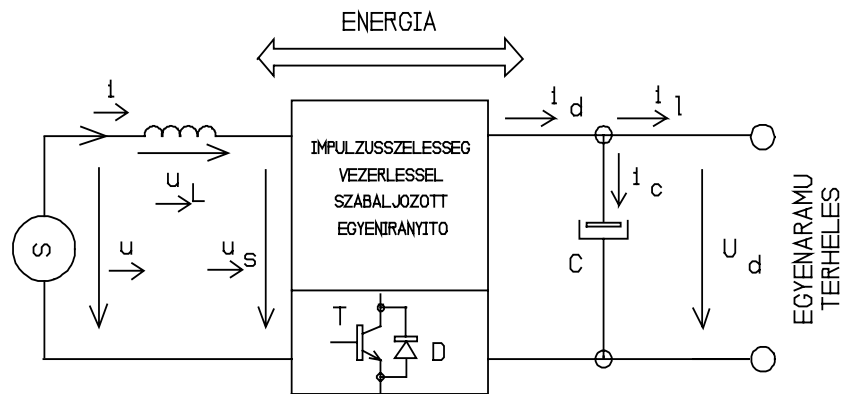 ENERGIA
i
i d
i l
IMPULZUSSZELESSEG
VEZERLESSEL
SZABALJOZOTT
EGYENIRANYITO
u L
i c
u
u s
S
C
U d
EGYENARAMU
TERHELES
T
D